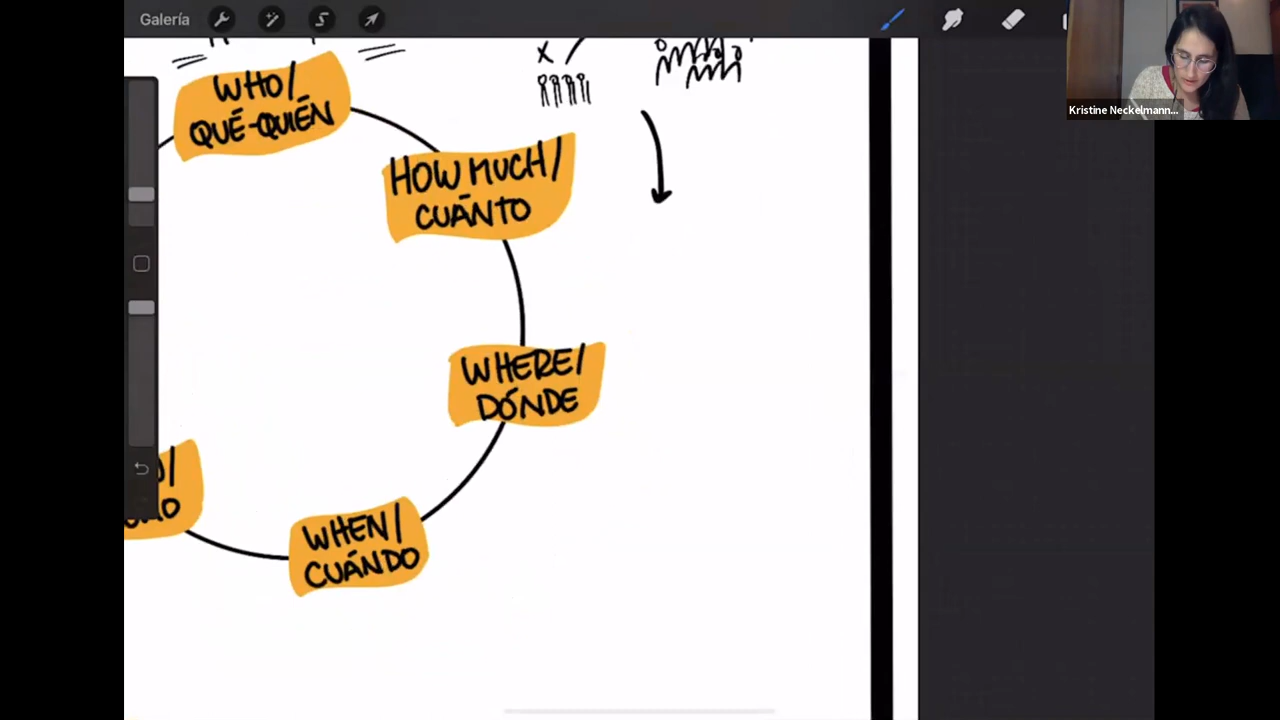 Galería
Kristine Neckelmann...
WHO/
QUÉ-QUIÉN
HOW MUCH/
CUÁNTO
WHERE/
DÓNDE
WHEN/
CUÁNDO